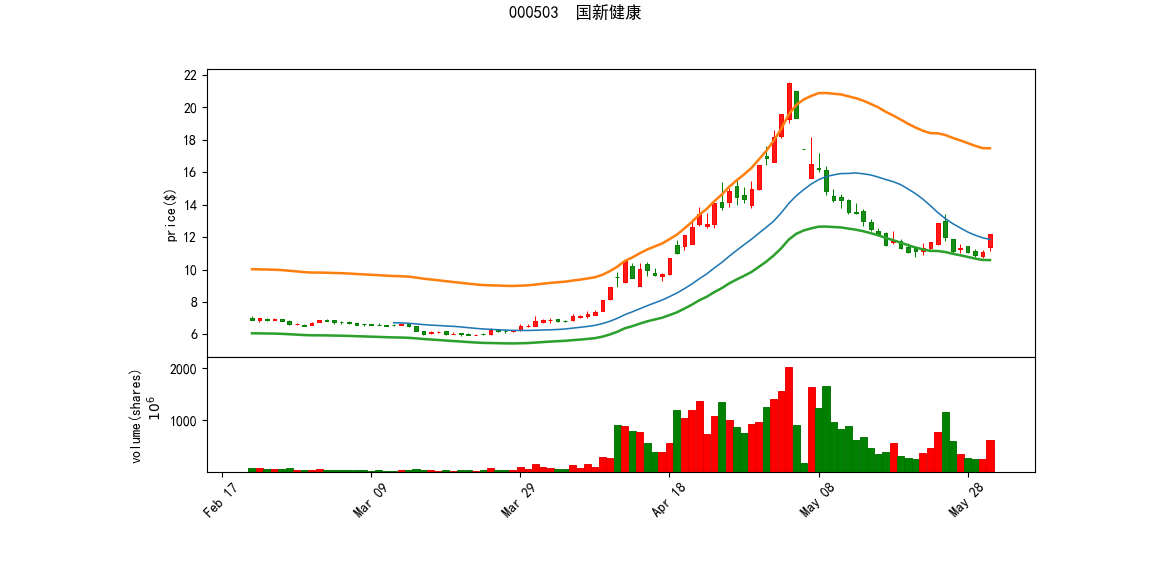 000503 国新健康
22
20
18
16
14
12
10
8
6
price($)
2000
1000
volume(shares)
10^6
Feb 17
Mar 09
Mar 29
Apr 18
May 08
May 28